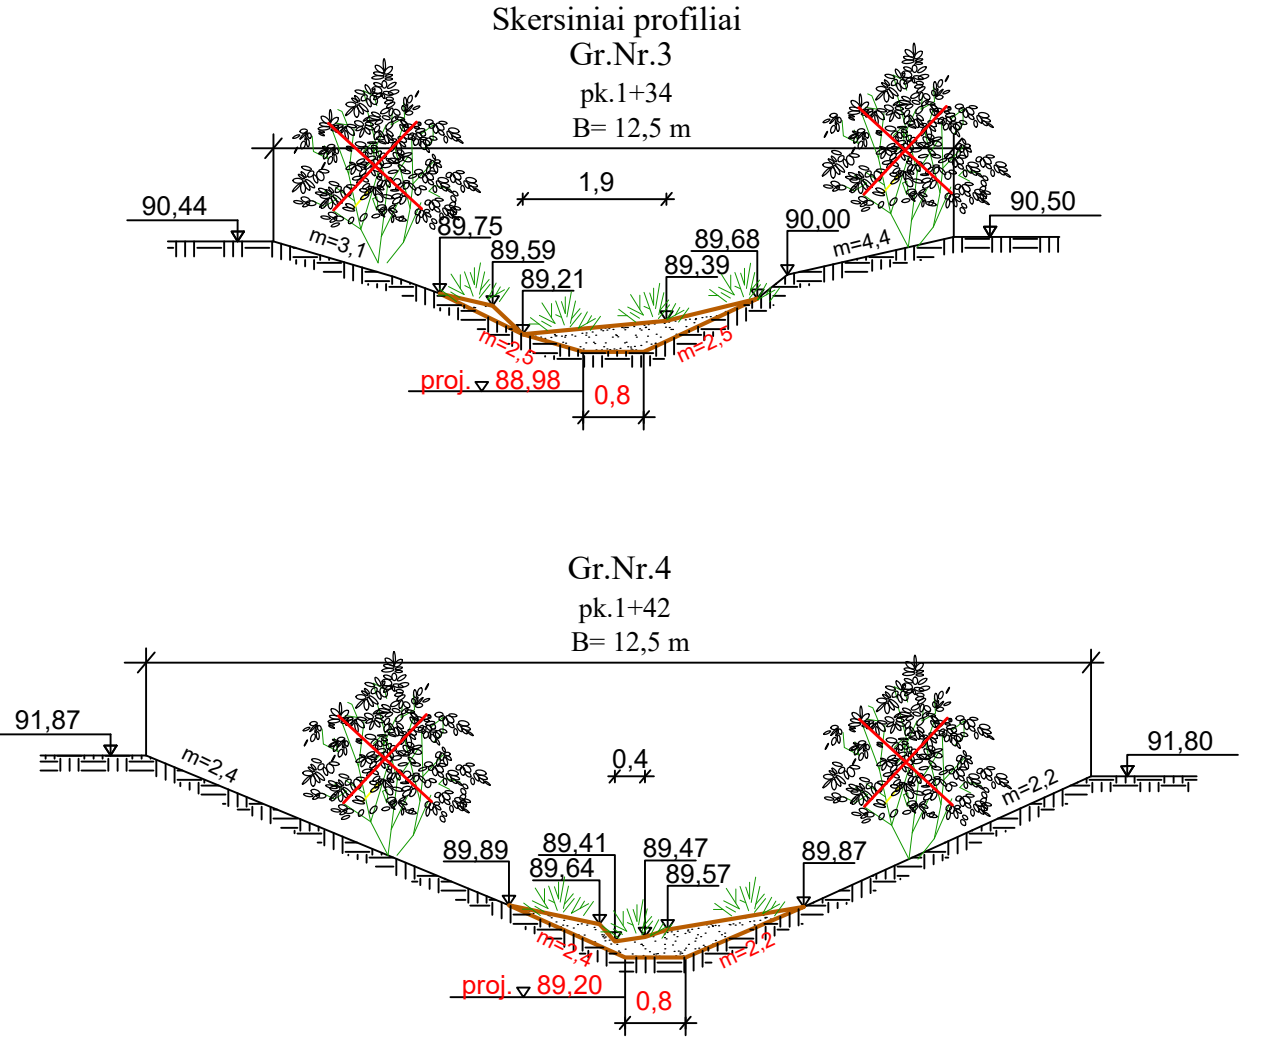 Skersiniai profiliai
Gr.Nr.3
pk.1+34
B= 12,5 m
1,9
90,44
90,50
89,75
90,00
m=3,1
m=4,4
89,59
89,68
89,21
89,39
m=2,5
m=2,5
proj. 88,98
0,8
Gr.Nr.4
pk.1+42
B= 12,5 m
91,87
91,80
0,4
m=2,4
m=2,2
89,89
89,41
89,47
89,87
89,64
89,57
m=2,4
m=2,2
proj. 89,20
0,8